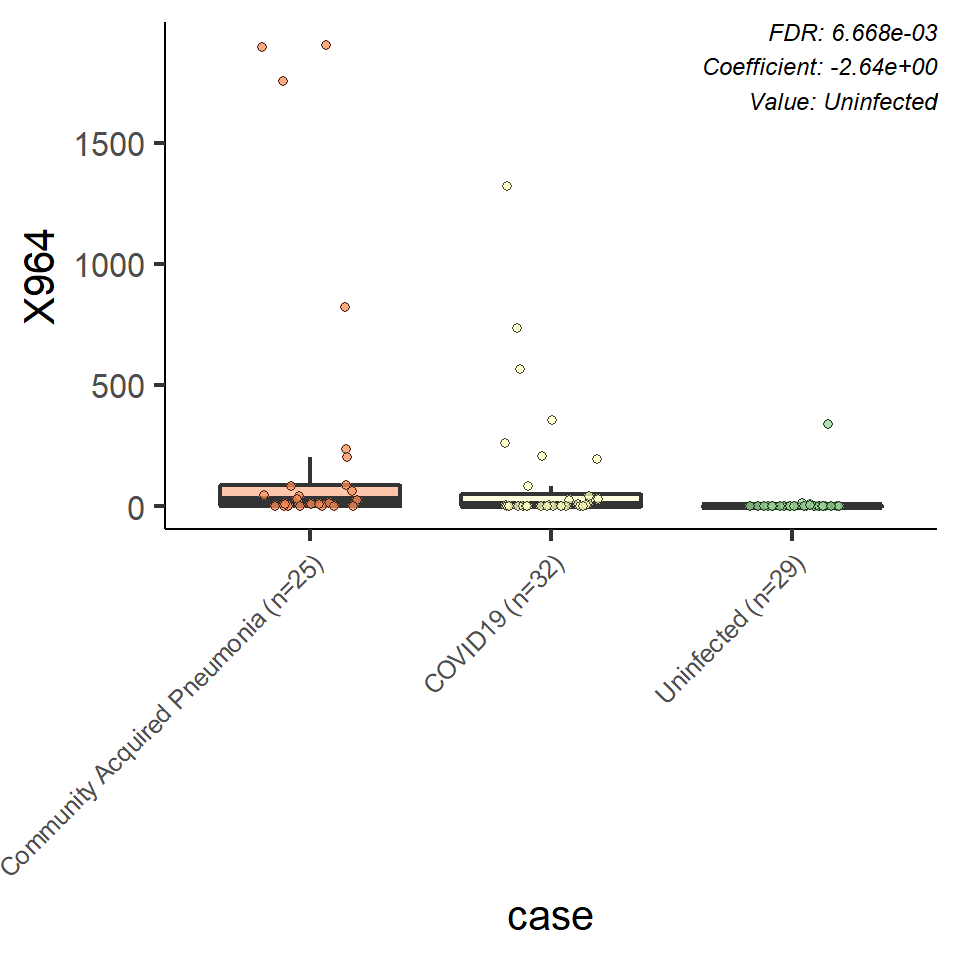 FDR: 6.668e-03
Coefficient: -2.64e+00
Value: Uninfected
X964
1500
1000
500
0
Community Acquired Pneumonia (n=25)
COVID19 (n=32)
Uninfected (n=29)
case